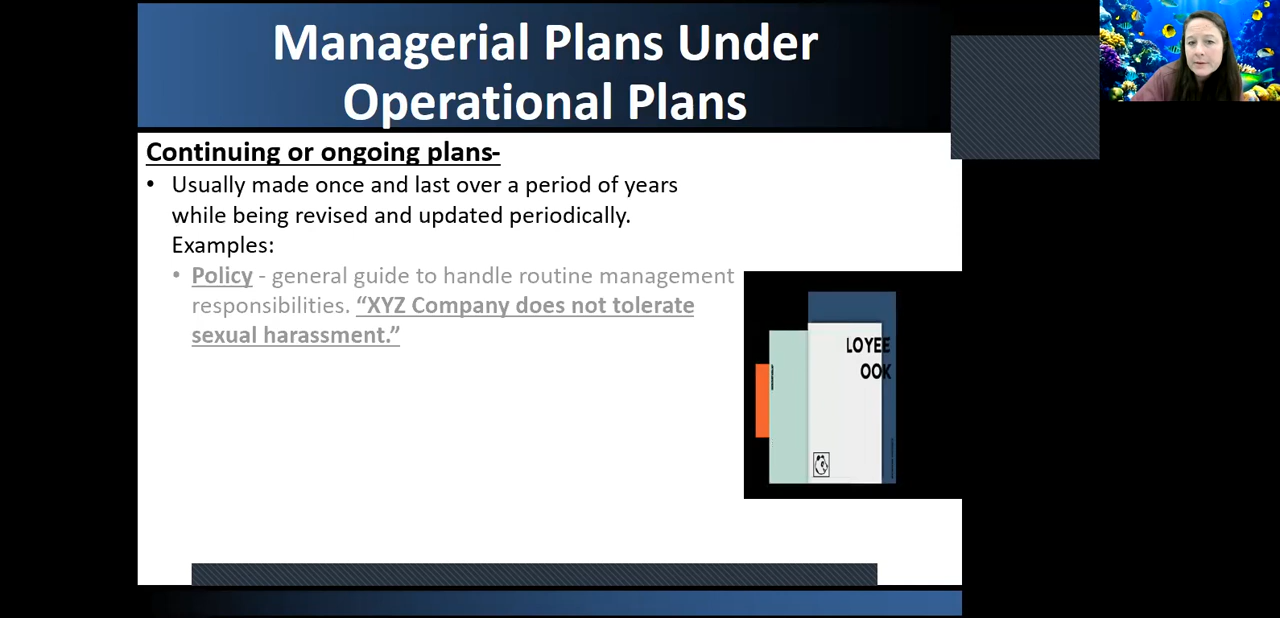 Managerial Plans Under
Operational Plans
Continuing or ongoing plans-
• Usually made once and last over a period of years
while being revised and updated periodically.
Examples:
• Policy - general guide to handle routine management
responsibilities. “XYZ Company does not tolerate
sexual harassment.”
LOYEE
OOK